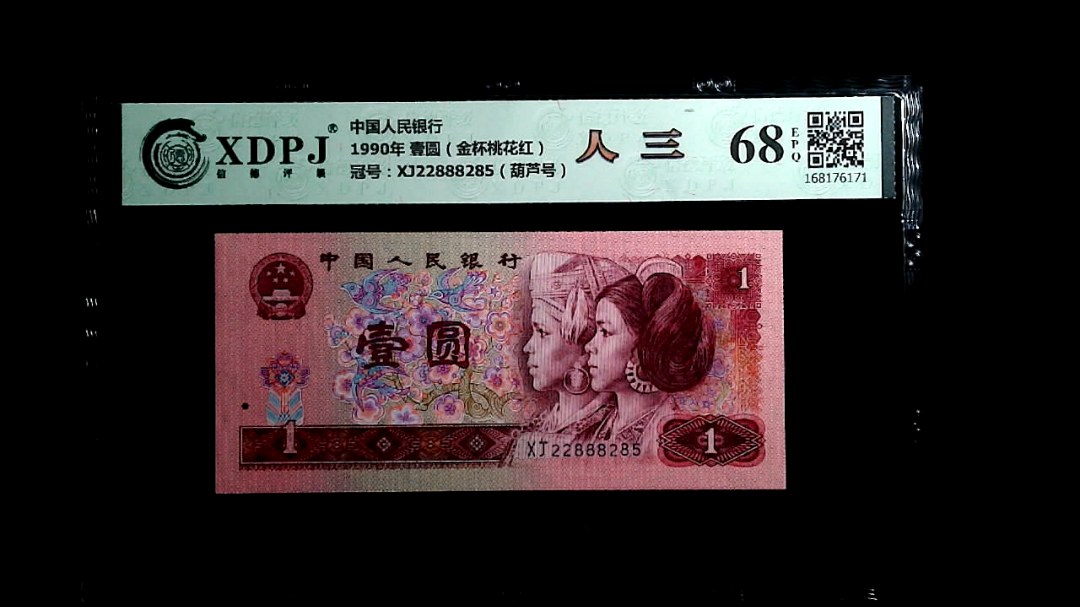 XDPJ®
信德评级
中国人民银行
1990年 壹圆（金杯桃花红）
冠号：XJ22888285（葫芦号）
人三
68
EPQ
168176171
中国人民银行
1
壹圆
1
XJ22888285
1